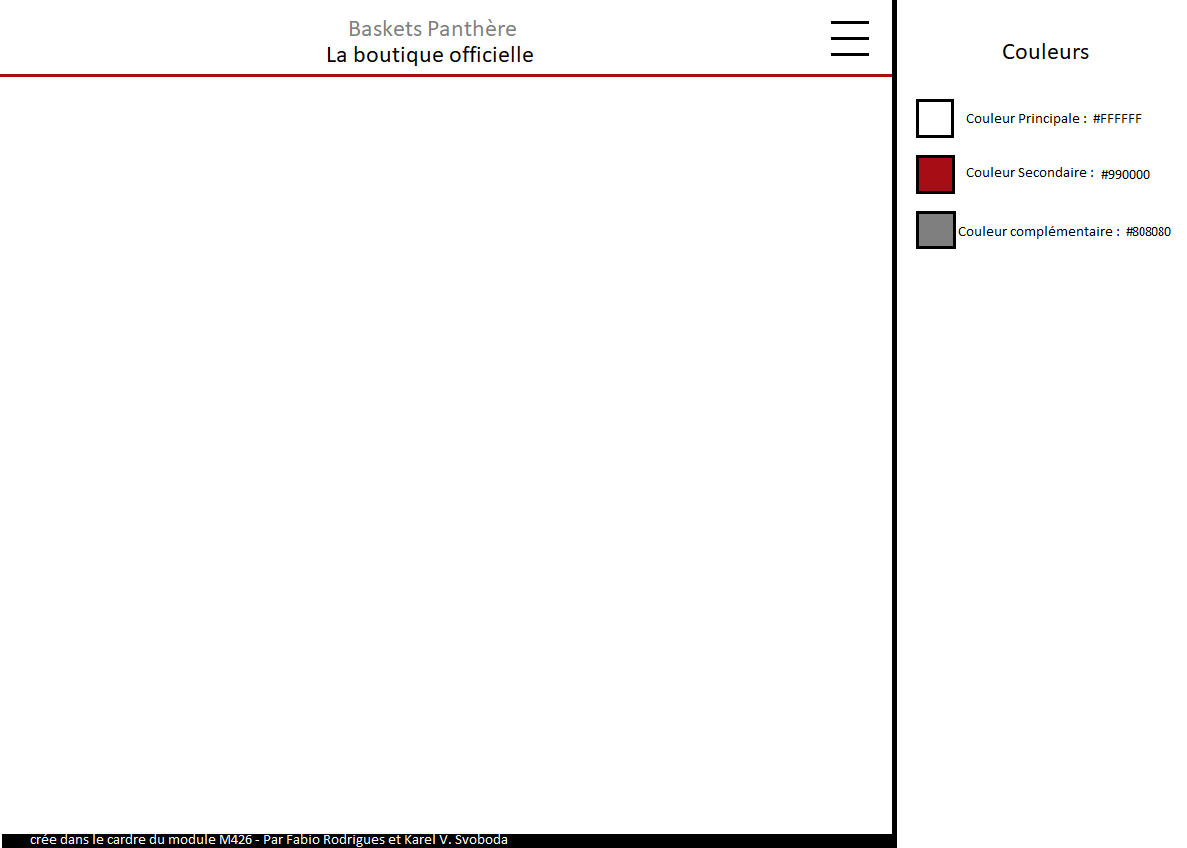 Baskets Panthère
La boutique officielle
Couleurs
Couleur Principale : #FFFFFF
Couleur Secondaire : #990000
Couleur complémentaire : #808080
crée dans le cardre du module M426 - Par Fabio Rodrigues et Karel V. Svoboda